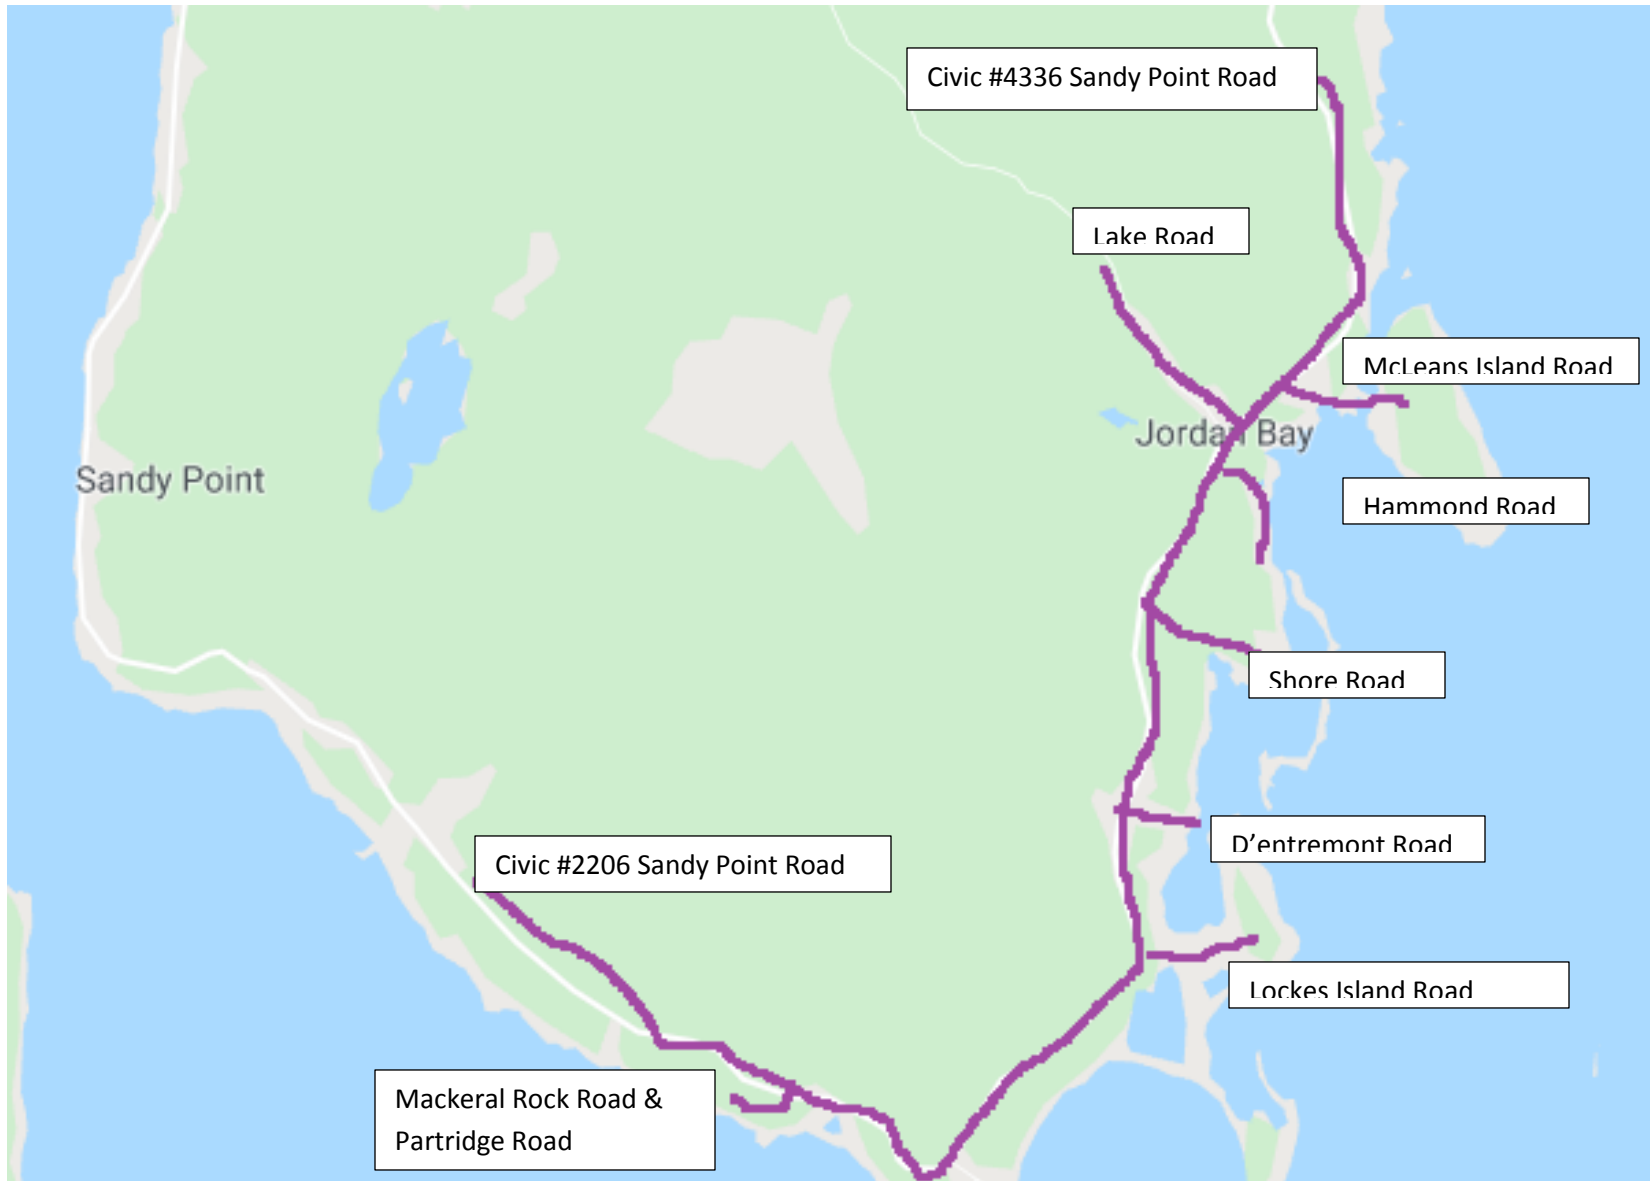 Civic #4336 Sandy Point Road
Lake Road
McLeans Island Road
Jordan Bay
Sandy Point
Hammond Road
Shore Road
D’entremont Road
Civic #2206 Sandy Point Road
Lockes Island Road
Mackeral Rock Road &
Partridge Road